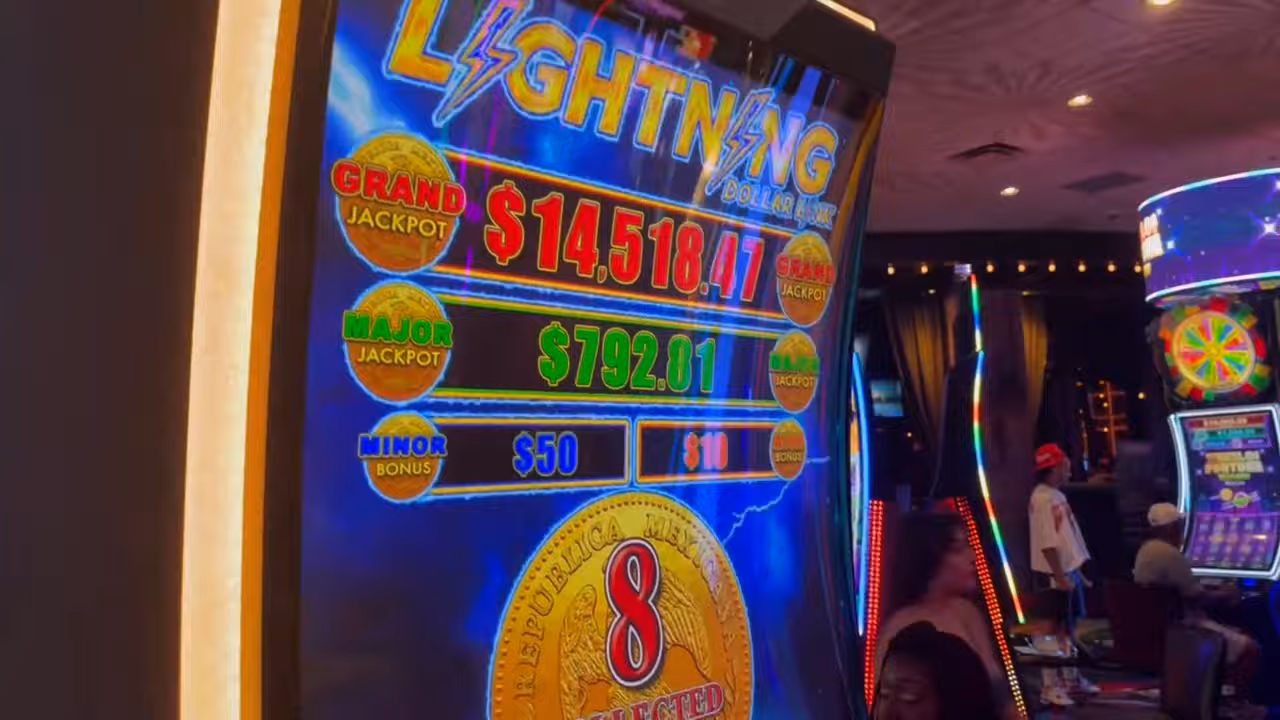 LIGHTNING
DOLLAR LINK
GRAND
JACKPOT
$14,518.47
GRAND
JACKPOT
MAJOR
JACKPOT
$792.81
MAJOR
JACKPOT
MINOR
BONUS
$50
$10
BONUS
REPUBLICA MEXICANA
8
COLLECTED